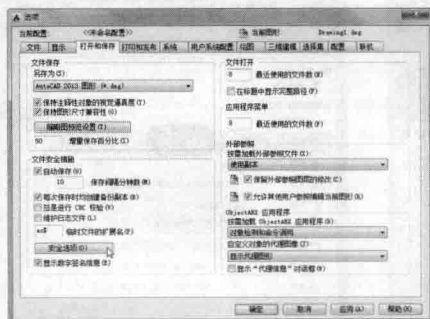 选项
当前配置: <<未命名配置>> 当前图形: Drawing1.dwg
文件 显示 打开和保存 打印和发布 系统 用户系统配置 绘图 三维建模 选择集 配置 联机
文件保存
另存为(S):
AutoCAD 2013 图形 (*.dwg)
保持注释性对象的视觉逼真度(T)
保持图形尺寸兼容性(G)
缩略图预览设置(T)
50 增量保存百分比(I)
文件安全措施
自动保存(U)
10 保存间隔分钟数(M)
每次保存时均创建备份副本(B)
总是进行 CRC 校验(V)
维护日志文件(L)
ac$ 临时文件的扩展名(P)
安全选项(O)
显示数字签名信息(E)
文件打开
9 最近使用的文件数(N)
在标题中显示完整路径(F)
应用程序菜单
9 最近使用的文件数(F)
外部参照
按需加载外部参照文件(X):
使用副本
保留外部参照图层的修改(C)
允许其他用户参照编辑当前图形(R)
ObjectARX 应用程序
按需加载 ObjectARX 应用程序(D):
对象检测和命令调用
自定义对象的代理图像(J):
显示代理图形
显示“代理信息”对话框(W)
确定 取消 应用(A) 帮助(H)